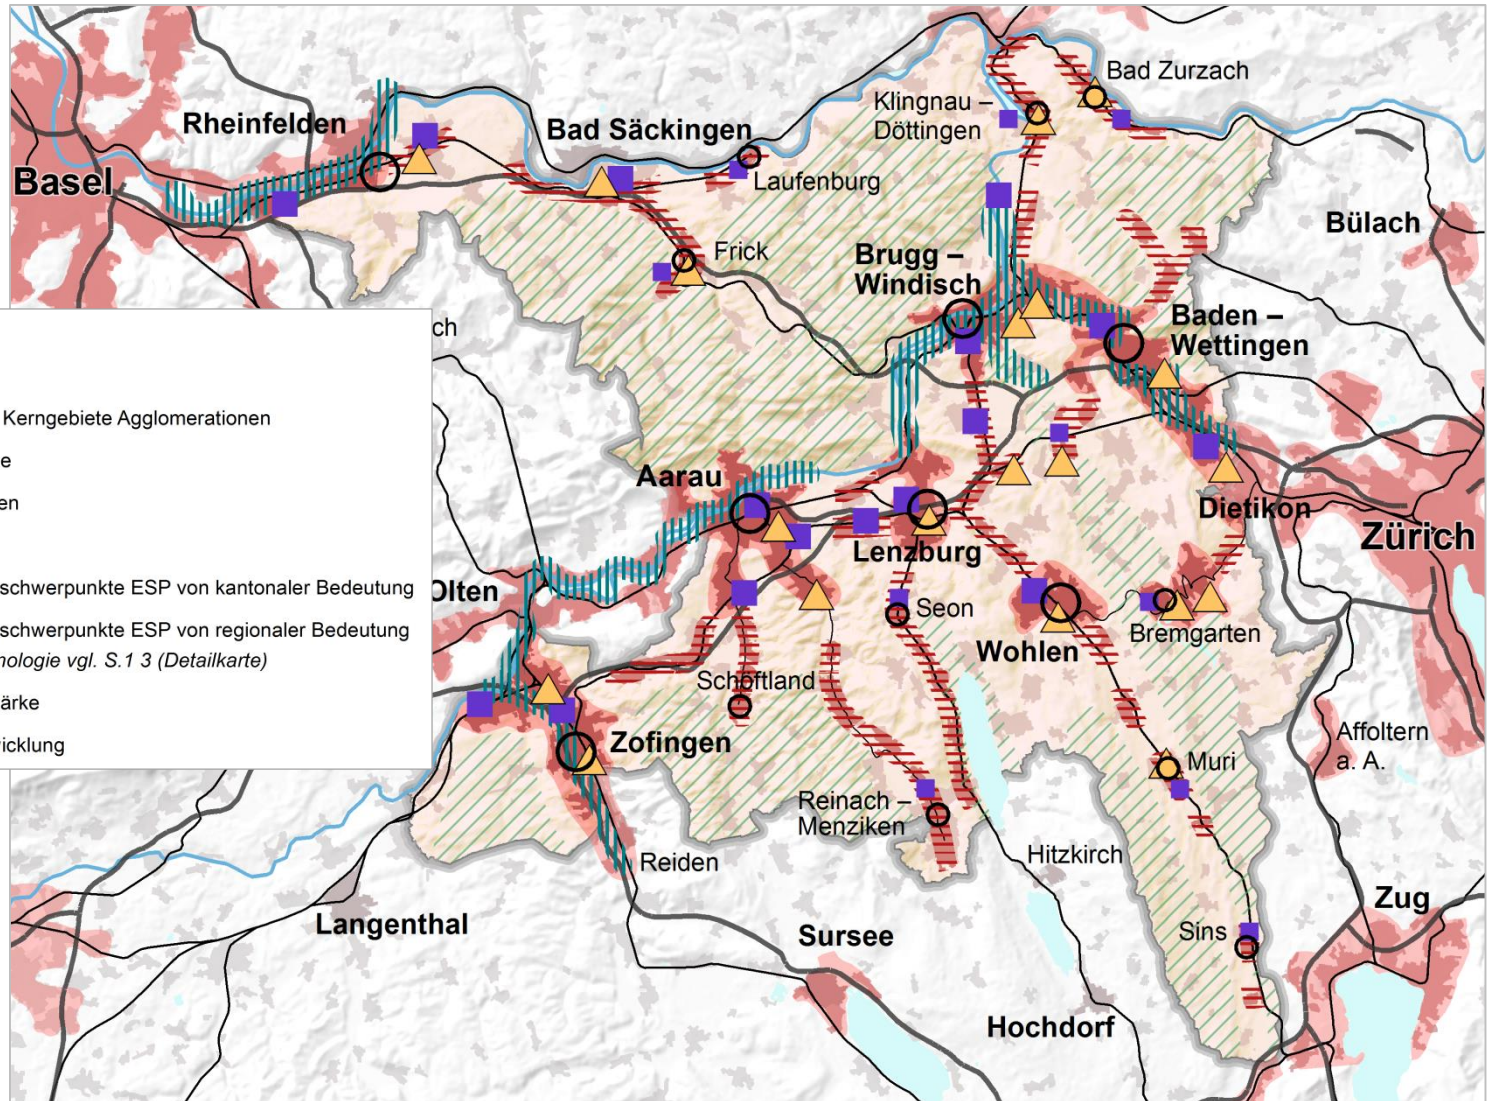 Bad Zurzach
Klingnau –
Döttingen
Rheinfelden
Bad Säckingen
Basel
Laufenburg
Bülach
Frick
Brugg –
Windisch
Baden –
Wettingen
ch
Kerngebiete Agglomerationen
e
en
schwerpunkte ESP von kantonaler Bedeutung
schwerpunkte ESP von regionaler Bedeutung
nologie vgl. S.1 3 (Detailkarte)
ärke
icklung
Aarau
Dietikon
Zürich
Lenzburg
Olten
Seon
Bremgarten
Wohlen
Schöftland
Zofingen
Affoltern
a. A.
Muri
Reinach –
Menziken
Reiden
Hitzkirch
Langenthal
Sursee
Zug
Sins
Hochdorf